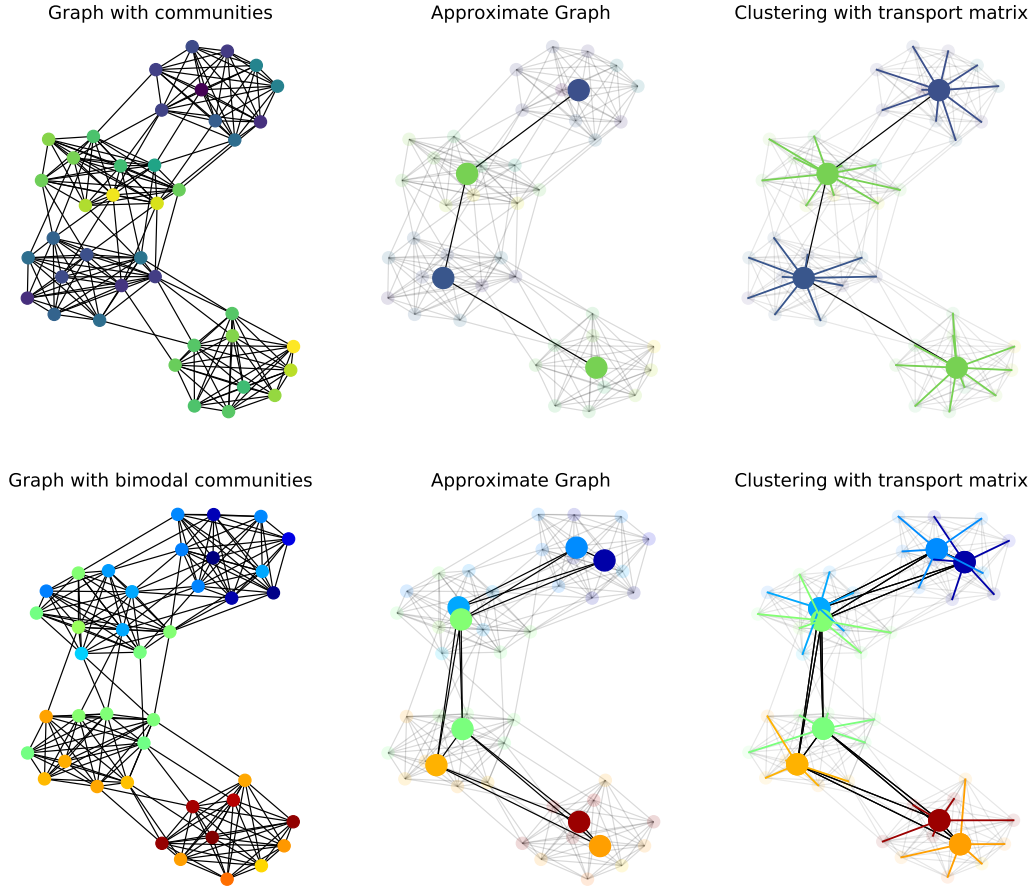 Graph with communities
Approximate Graph
Clustering with transport matrix
Graph with bimodal communities
Approximate Graph
Clustering with transport matrix